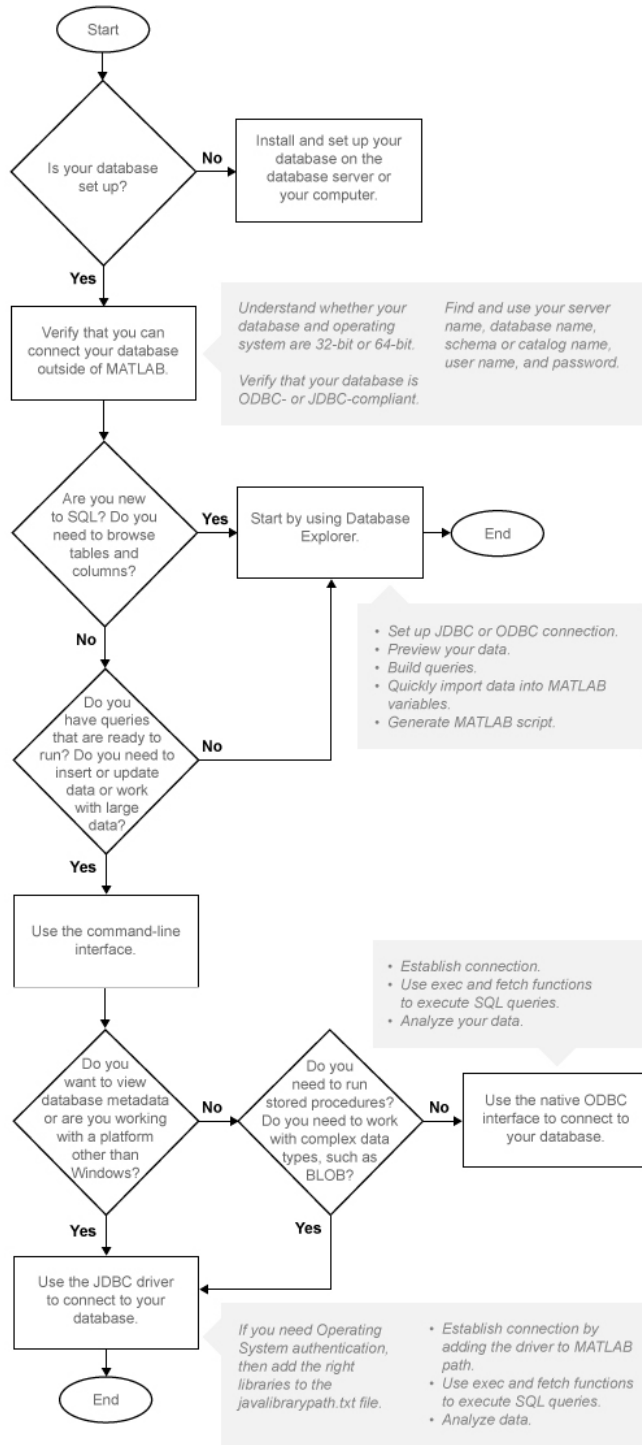 Start
Is your database
set up?
No
Install and set up your
database on the
database server or
your computer.
Yes
Verify that you can
connect your database
outside of MATLAB.
Understand whether your
database and operating
system are 32-bit or 64-bit.
Verify that your database is
ODBC- or JDBC-compliant.
Find and use your server
name, database name,
schema or catalog name,
user name, and password.
Are you new
to SQL? Do you
need to browse
tables and
columns?
Yes
Start by using Database
Explorer.
End
No
• Set up JDBC or ODBC connection.
• Preview your data.
• Build queries.
• Quickly import data into MATLAB
variables.
• Generate MATLAB script.
Do you
have queries
that are ready to
run? Do you need to
insert or update
data or work
with large
data?
No
Yes
Use the command-line
interface.
• Establish connection.
• Use exec and fetch functions
to execute SQL queries.
• Analyze your data.
Do you
want to view
database metadata
or are you working
with a platform
other than
Windows?
No
Do you
need to run
stored procedures?
Do you need to work
with complex data
types, such as
BLOB?
No
Use the native ODBC
interface to connect to
your database.
Yes
Yes
Use the JDBC driver
to connect to your
database.
If you need Operating
System authentication,
then add the right
libraries to the
javalibrarypath.txt file.
• Establish connection by
adding the driver to MATLAB
path.
• Use exec and fetch functions
to execute SQL queries.
• Analyze data.
End